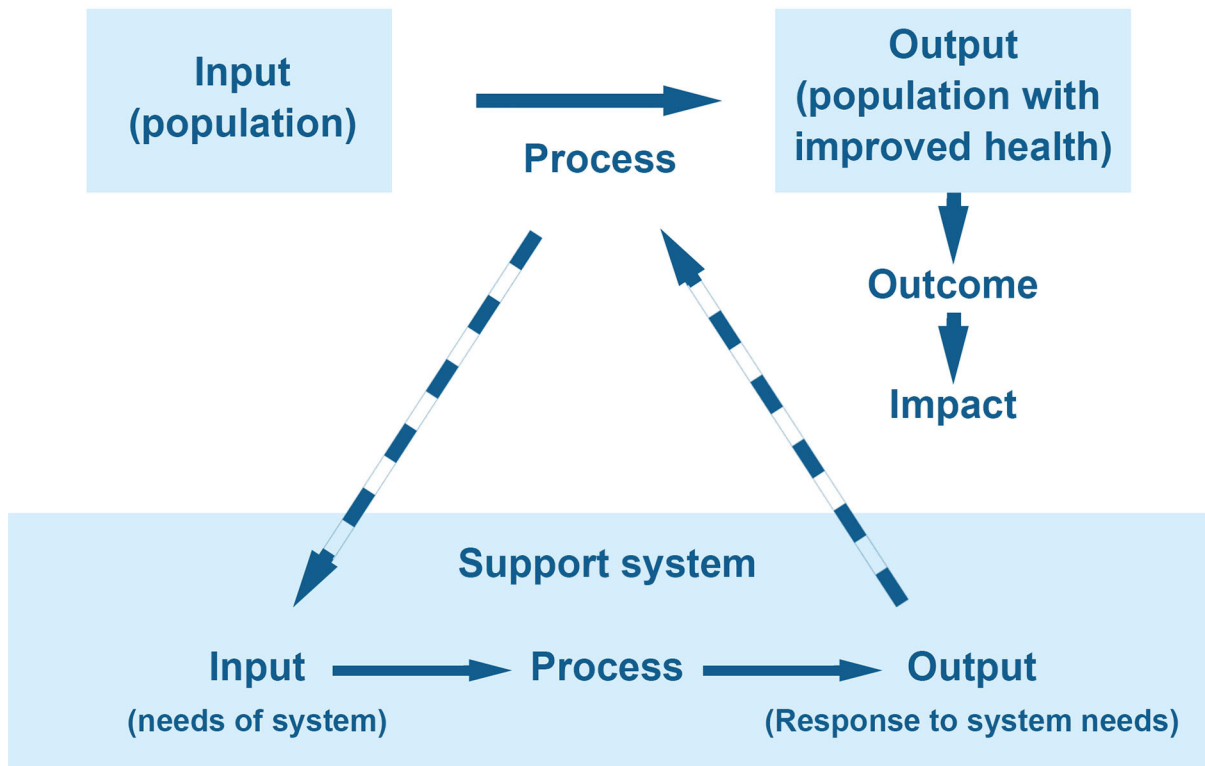 Input
(population)
Process
Output
(population with
improved health)
Outcome
Impact
Support system
Input
(needs of system)
Process
Output
(Response to system needs)